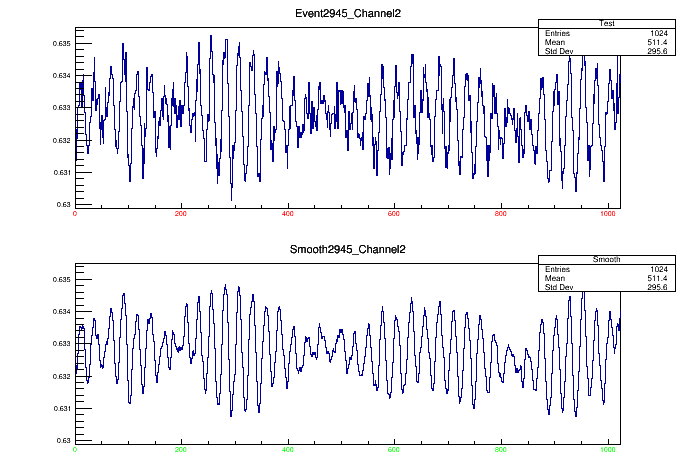 Event2945_Channel2
Test
Entries 1024
Mean 511.4
Std Dev 295.6
0.635
0.634
0.633
0.632
0.631
0.63
0 200 400 600 800 1000
Smooth2945_Channel2
Smooth
Entries 1024
Mean 511.4
Std Dev 295.6
0.635
0.634
0.633
0.632
0.631
0.63
0 200 400 600 800 1000